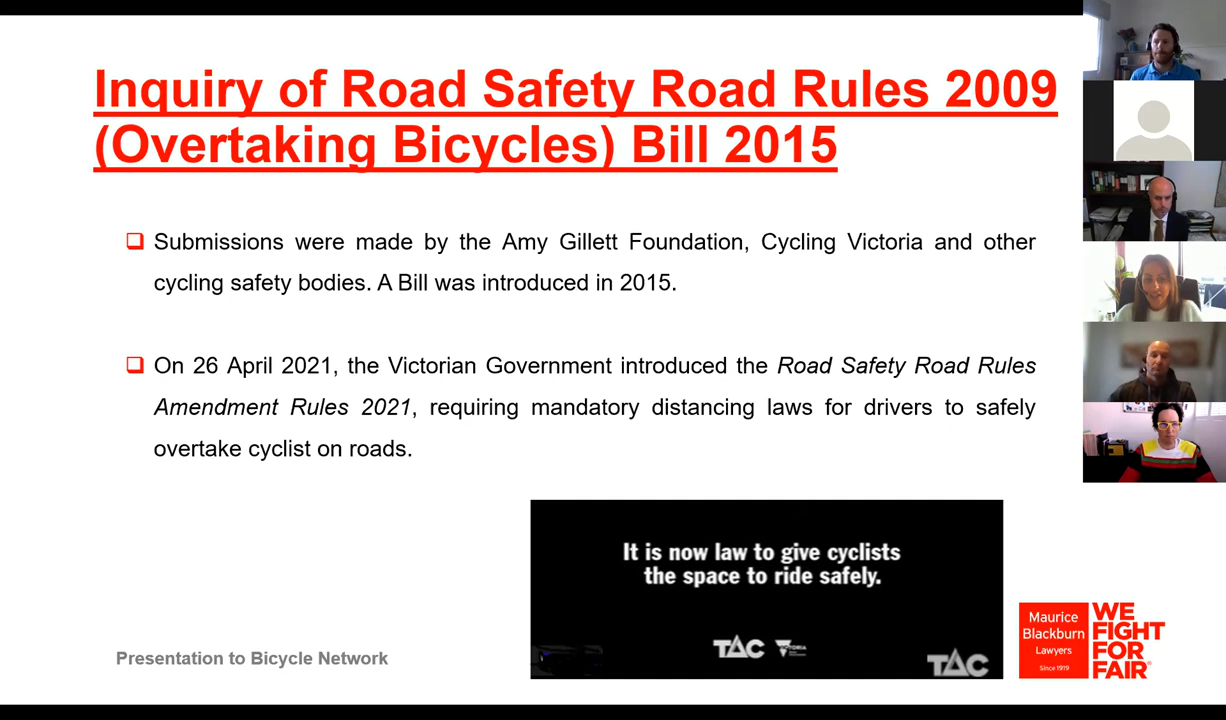 Inquiry of Road Safety Road Rules 2009
(Overtaking Bicycles) Bill 2015
Submissions were made by the Amy Gillett Foundation, Cycling Victoria and other
cycling safety bodies. A Bill was introduced in 2015.
On 26 April 2021, the Victorian Government introduced the Road Safety Road Rules
Amendment Rules 2021, requiring mandatory distancing laws for drivers to safely
overtake cyclist on roads.
It is now law to give cyclists
the space to ride safely.
TAC
VICTORIA
TAC
Presentation to Bicycle Network
Maurice
Blackburn
Lawyers
Since 1919
WE
FIGHT
FOR
FAIR®